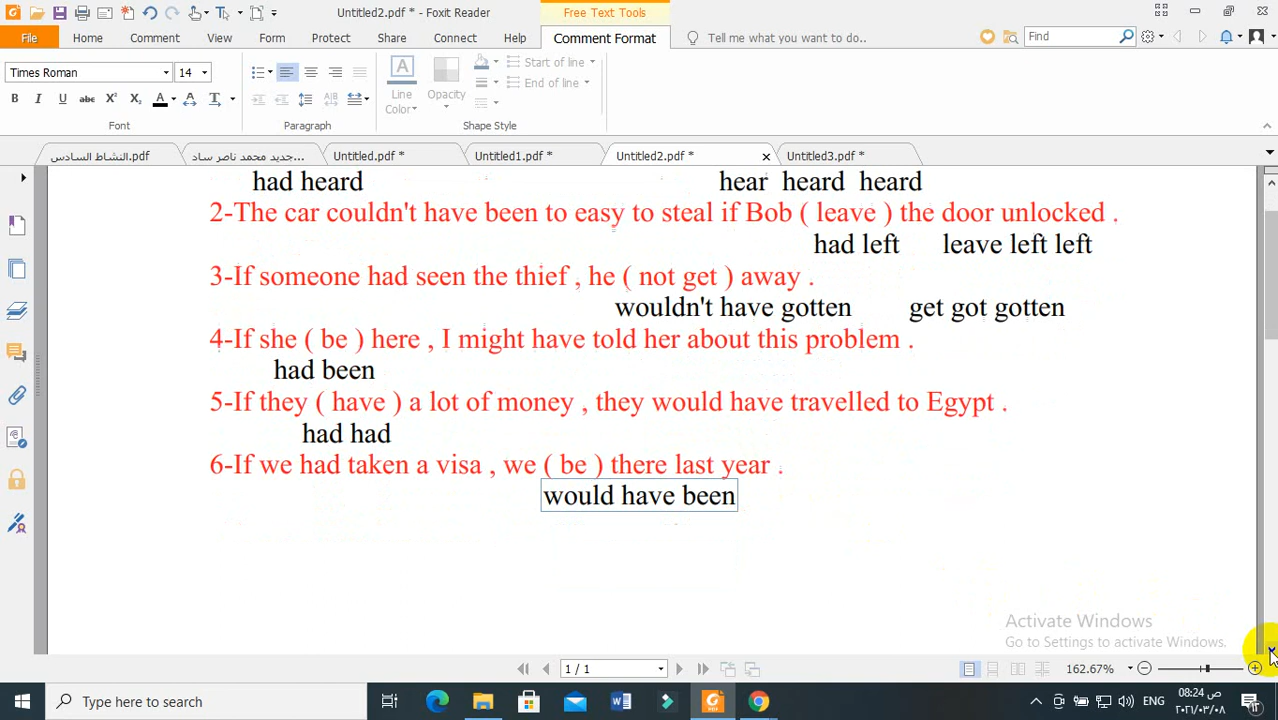 Untitled2.pdf * - Foxit Reader
Free Text Tools
File Home Comment View Form Protect Share Connect Help Comment Format Tell me what you want to do.. Find
Times Roman 14
Start of line
End of line
Line Color
Opacity
Font Paragraph Shape Style
النشاط السادس.pdf جديد محمد ناصر ساد... Untitled.pdf * Untitled1.pdf * Untitled2.pdf * Untitled3.pdf *
had heard hear heard heard
2-The car couldn't have been to easy to steal if Bob ( leave ) the door unlocked .
had left leave left left
3-If someone had seen the thief , he ( not get ) away .
wouldn't have gotten get got gotten
4-If she ( be ) here , I might have told her about this problem .
had been
5-If they ( have ) a lot of money , they would have travelled to Egypt .
had had
6-If we had taken a visa , we ( be ) there last year .
would have been
Activate Windows
Go to Settings to activate Windows.
1 / 1 162.67%
Type here to search
ENG
08:24 ص
٢٠٢١/٠٣/٠٨